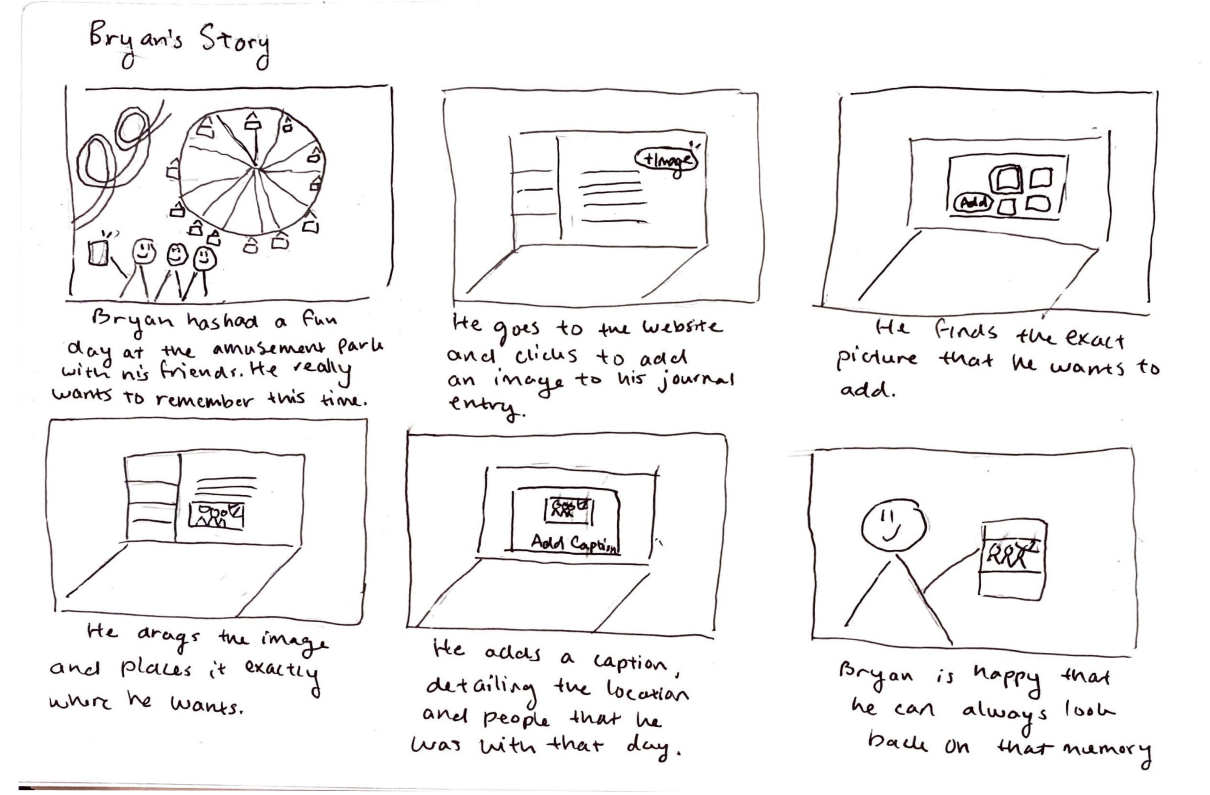 Bryan's Story
+Image
Add
Bryan has had a fun
day at the amusement park
with his friends. He really
wants to remember this time.
He goes to the website
and clicks to add
an image to his journal
entry.
He finds the exact
picture that he wants to
add.
Add Caption
He drags the image
and places it exactly
where he wants.
He adds a caption,
detailing the location
and people that he
was with that day.
Bryan is happy that
he can always look
back on that memory